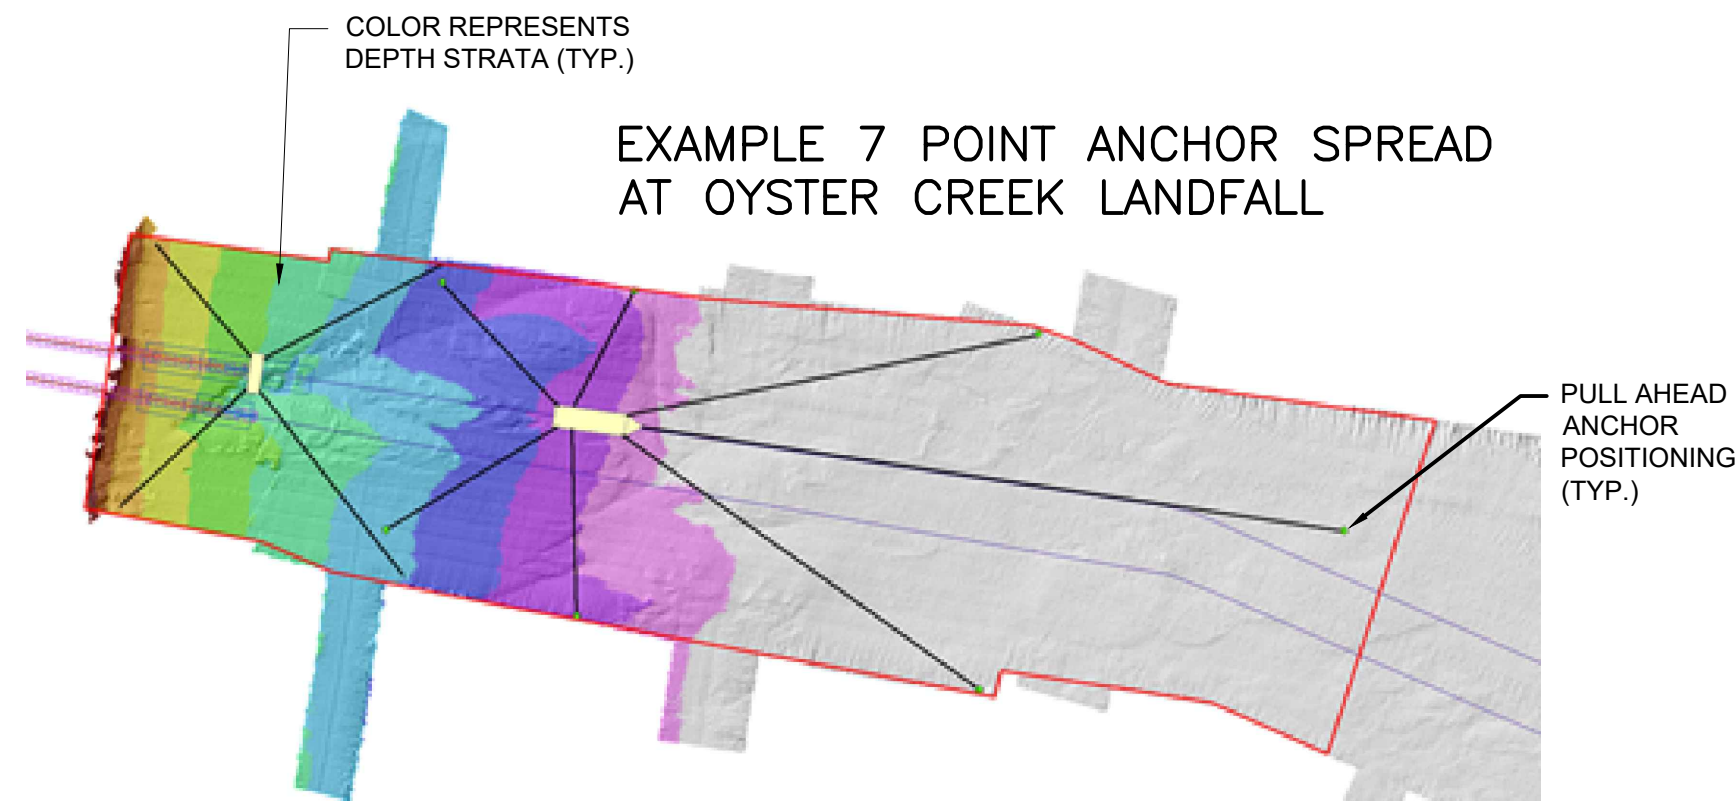 COLOR REPRESENTS
DEPTH STRATA (TYP.)
EXAMPLE 7 POINT ANCHOR SPREAD
AT OYSTER CREEK LANDFALL
PULL AHEAD
ANCHOR
POSITIONING
(TYP.)